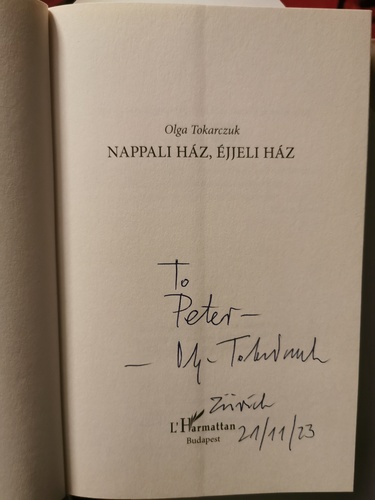 Olga Tokarczuk
NAPPALI HÁZ, ÉJJELI HÁZ
To
Peter –
– Olga Tokarczuk
Zürich
L'Harmattan
Budapest
21/11/23